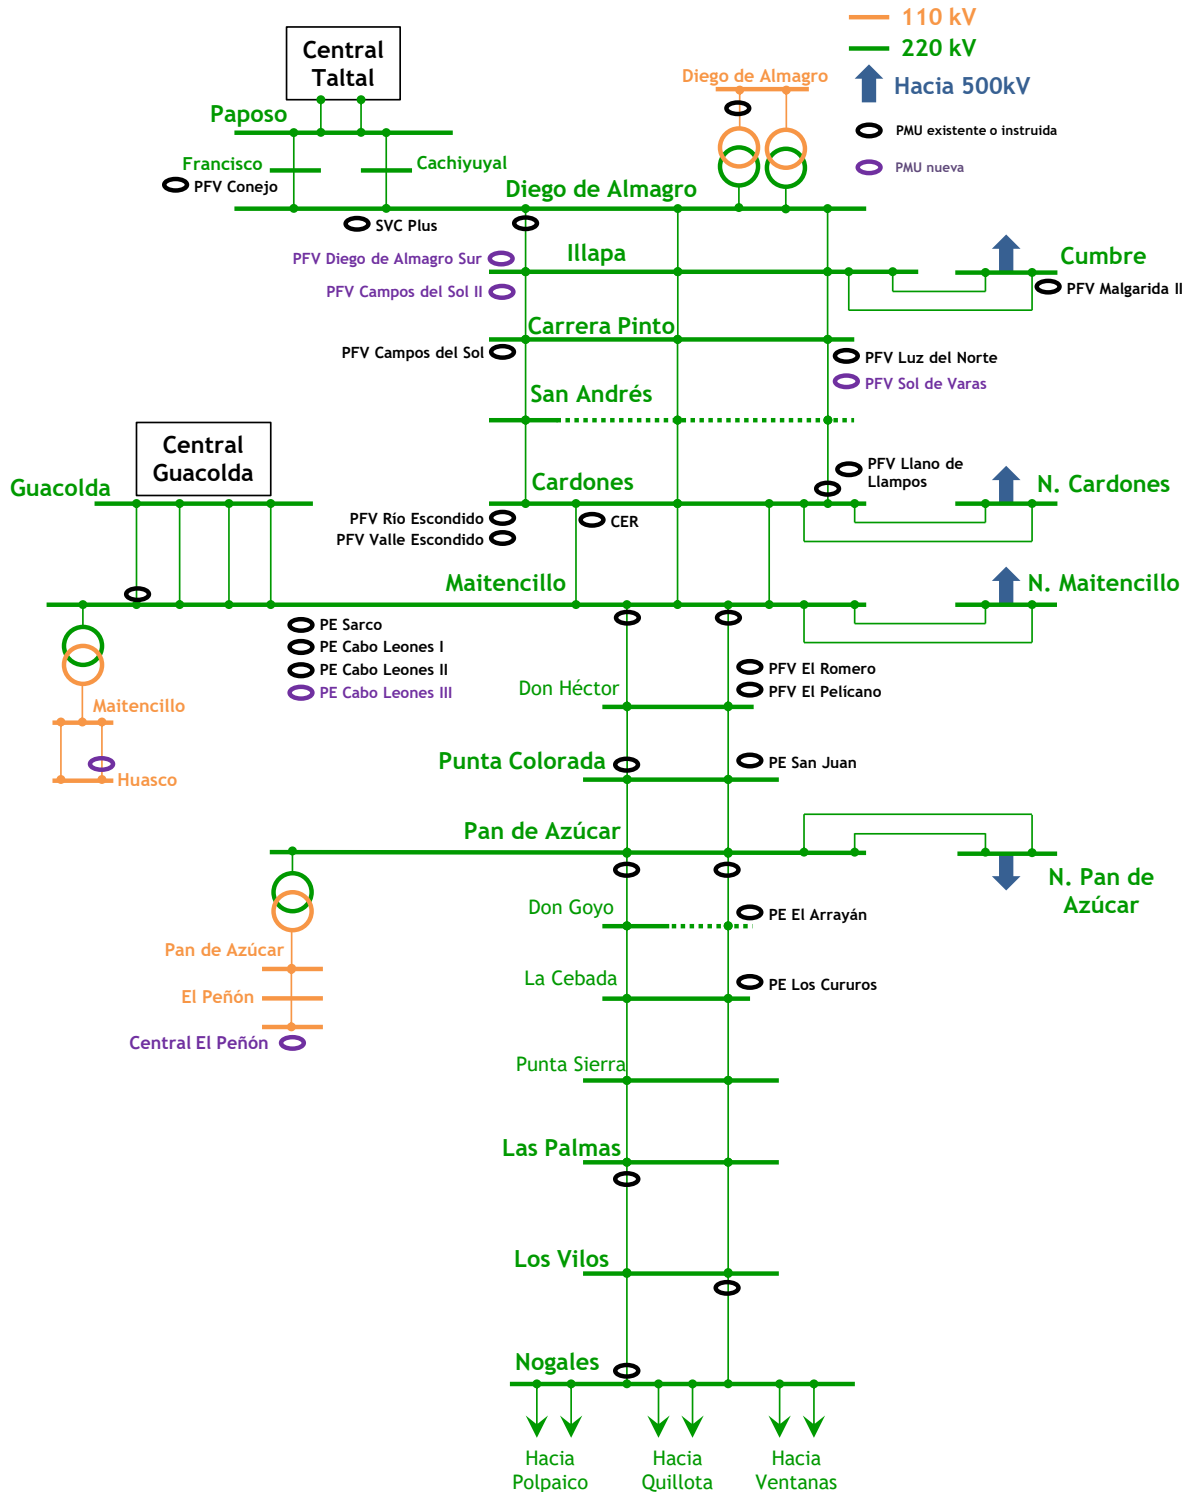 110 kV
220 kV
Hacia 500kV
PMU existente o instruida
PMU nueva
Central
Taltal
Diego de Almagro
Paposo
Francisco
Cachiyuyal
PFV Conejo
Diego de Almagro
SVC Plus
PFV Diego de Almagro Sur
Illapa
Cumbre
PFV Campos del Sol II
PFV Malgarida II
Carrera Pinto
PFV Campos del Sol
PFV Luz del Norte
PFV Sol de Varas
San Andrés
Central
Guacolda
Guacolda
Cardones
PFV Llano de
Llampos
N. Cardones
PFV Río Escondido
CER
PFV Valle Escondido
Maitencillo
N. Maitencillo
PE Sarco
PE Cabo Leones I
PE Cabo Leones II
PE Cabo Leones III
PFV El Romero
PFV El Pelícano
Don Héctor
Maitencillo
Huasco
Punta Colorada
PE San Juan
Pan de Azúcar
N. Pan de
Azúcar
Don Goyo
PE El Arrayán
Pan de Azúcar
La Cebada
PE Los Cururos
El Peñón
Central El Peñón
Punta Sierra
Las Palmas
Los Vilos
Nogales
Hacia
Polpaico
Hacia
Quillota
Hacia
Ventanas